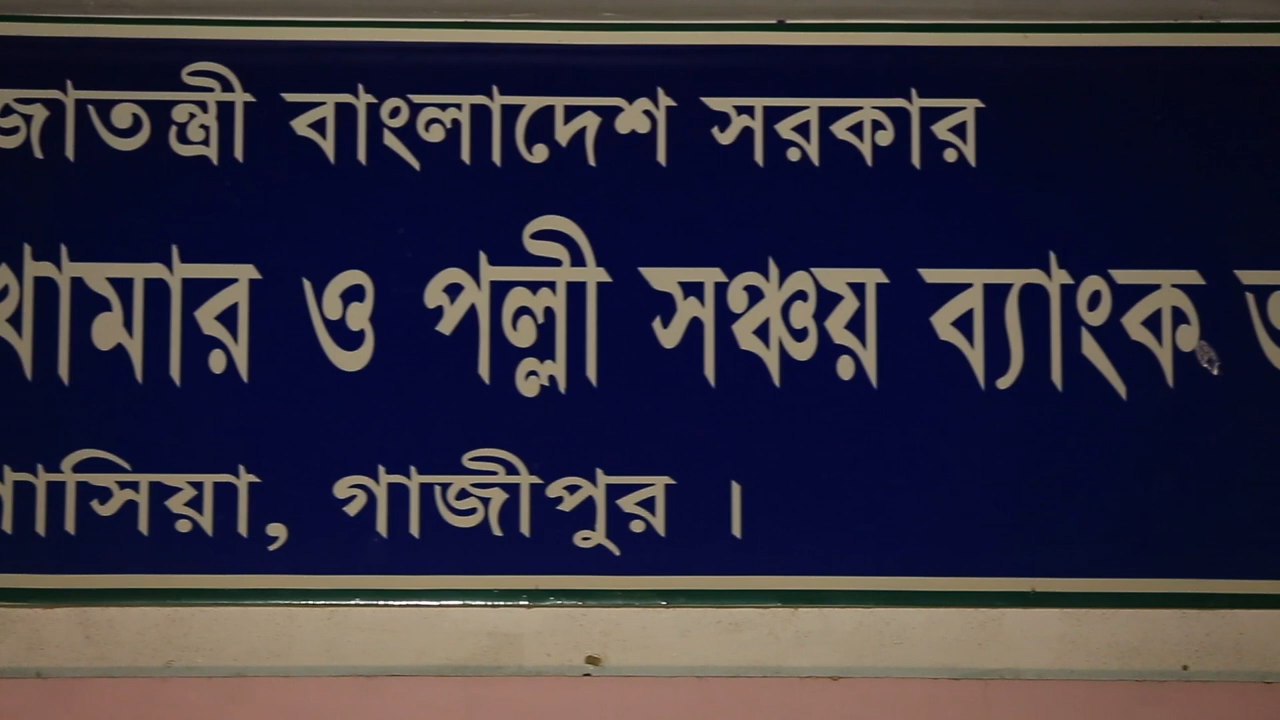 জাতন্ত্রী বাংলাদেশ সরকার
খামার ও পল্লী সঞ্চয় ব্যাংক
াসিয়া, গাজীপুর ।